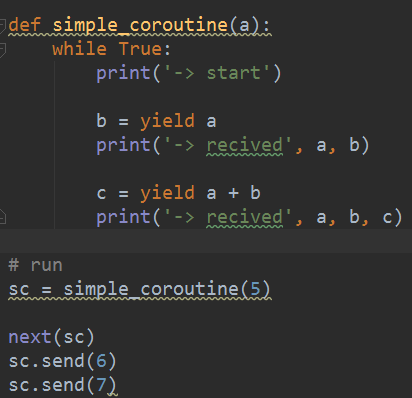 def simple_coroutine(a):
    while True:
        print('-> start')

        b = yield a
        print('-> recived', a, b)

        c = yield a + b
        print('-> recived', a, b, c)

# run
sc = simple_coroutine(5)

next(sc)
sc.send(6)
sc.send(7)